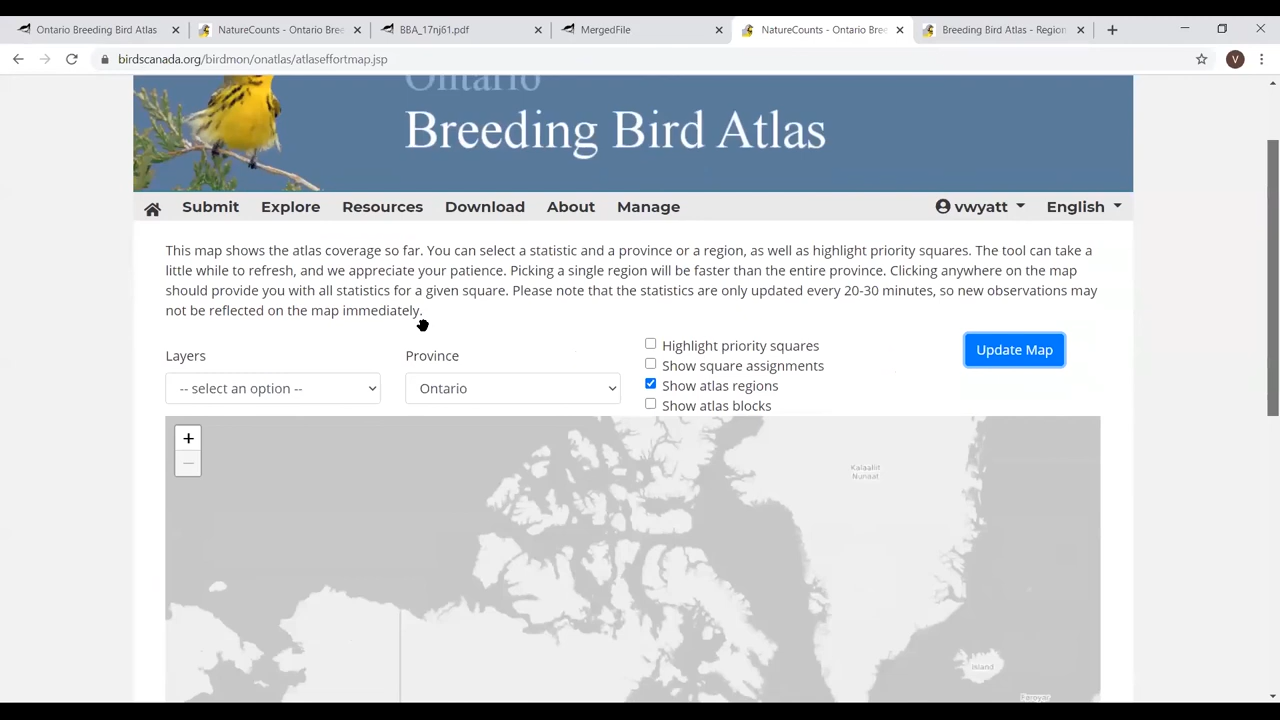 Ontario Breeding Bird Atlas
NatureCounts - Ontario Bree
BBA_17nj61.pdf
MergedFile
NatureCounts - Ontario Bree
Breeding Bird Atlas - Region
birdscanada.org/birdmon/onatlas/atlaseffortmap.jsp
V
Ontario
Breeding Bird Atlas
Submit Explore Resources Download About Manage vwyatt English
This map shows the atlas coverage so far. You can select a statistic and a province or a region, as well as highlight priority squares. The tool can take a
little while to refresh, and we appreciate your patience. Picking a single region will be faster than the entire province. Clicking anywhere on the map
should provide you with all statistics for a given square. Please note that the statistics are only updated every 20-30 minutes, so new observations may
not be reflected on the map immediately.
Layers
-- select an option --
Province
Ontario
Highlight priority squares
Show square assignments
Show atlas regions
Show atlas blocks
Update Map
+
−
Kalaallit
Nunaat
Ísland
Føroyar